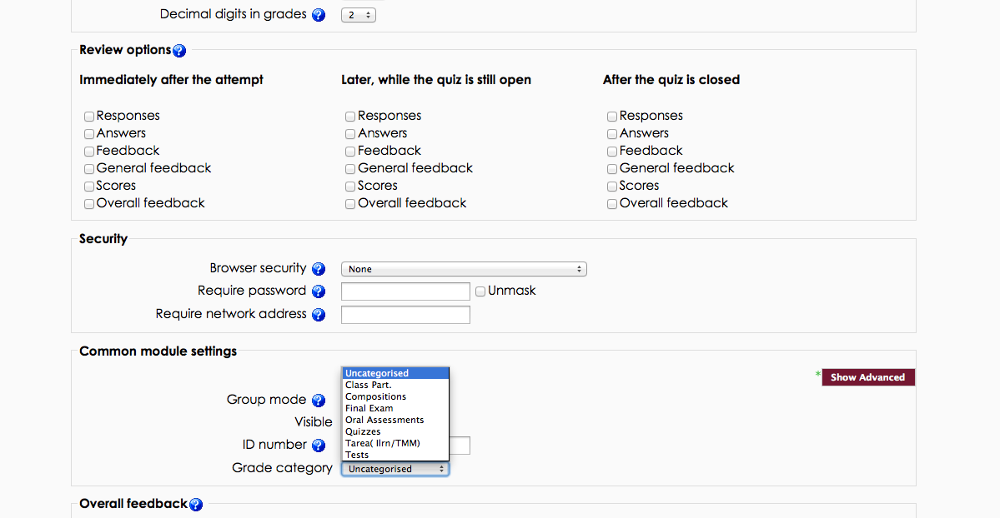 Decimal digits in grades ? 2
Review options ?
Immediately after the attempt
Later, while the quiz is still open
After the quiz is closed
Responses
Answers
Feedback
General feedback
Scores
Overall feedback
Responses
Answers
Feedback
General feedback
Scores
Overall feedback
Responses
Answers
Feedback
General feedback
Scores
Overall feedback
Security
Browser security ? None
Require password ? Unmask
Require network address ?
Common module settings
* Show Advanced
Group mode ?
Visible
ID number ?
Grade category Uncategorised
Uncategorised
Class Part.
Compositions
Final Exam
Oral Assessments
Quizzes
Tarea( Ilrn/TMM)
Tests
Overall feedback ?